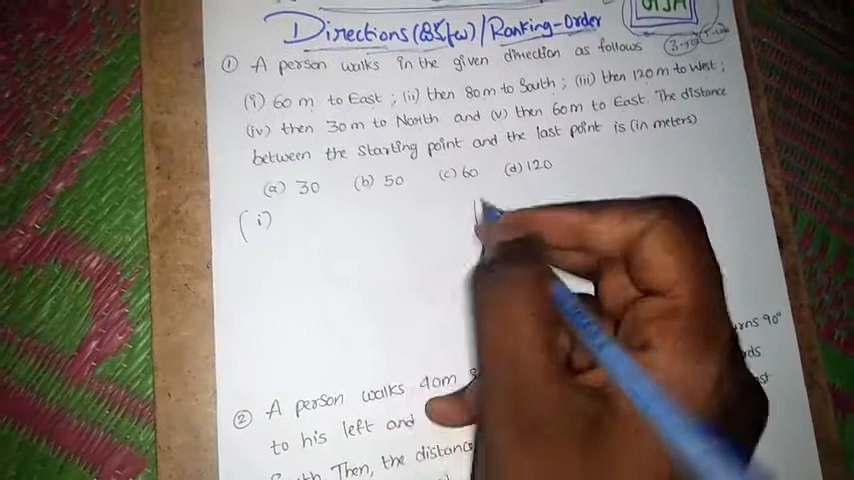 Directions / Ranking-Order
① A person walks in the given direction as follows
(i) 60 m to East ; (ii) then 80 m to South ; (iii) then 120 m to West ;
(iv) then 30 m to North and (v) then 60 m to East. The distance
between the starting point and the last point is (in meters)
(a) 30 (b) 50 (c) 60 (d) 120
(i)
② A person walks 40m
to his left and
Then, the distance